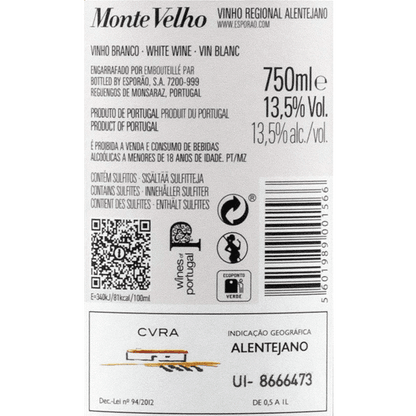 Monte Velho
VINHO REGIONAL ALENTEJANO
WWW.ESPORAO.COM
VINHO BRANCO · WHITE WINE · VIN BLANC
ENGARRAFADO POR EMBOUTEILLÉ PAR
BOTTLED BY ESPORÃO, S.A. 7200-999
REGUENGOS DE MONSARAZ, PORTUGAL
750ml e
13,5% Vol.
13,5% alc./vol.
PRODUTO DE PORTUGAL PRODUIT DU PORTUGAL
PRODUCT OF PORTUGAL
É PROIBIDA A VENDA E CONSUMO DE BEBIDAS
ALCOÓLICAS A MENORES DE 18 ANOS DE IDADE. PT/MZ
CONTÉM SULFITOS · SISÄLTÄÄ SULFIITTEJA
CONTAINS SULFITES · INNEHÅLLER SULFITER
CONTIENT DES SULFITES · ENTHÄLT SULFITES
wines of
portugal
ECOPONTO
VERDE
5 601989 001566
E=340kJ/81kcal/100ml
CVRA
INDICAÇÃO GEOGRÁFICA
ALENTEJANO
UI- 8666473
Dec.-Lei nº 94/2012
DE 0,5 A 1L